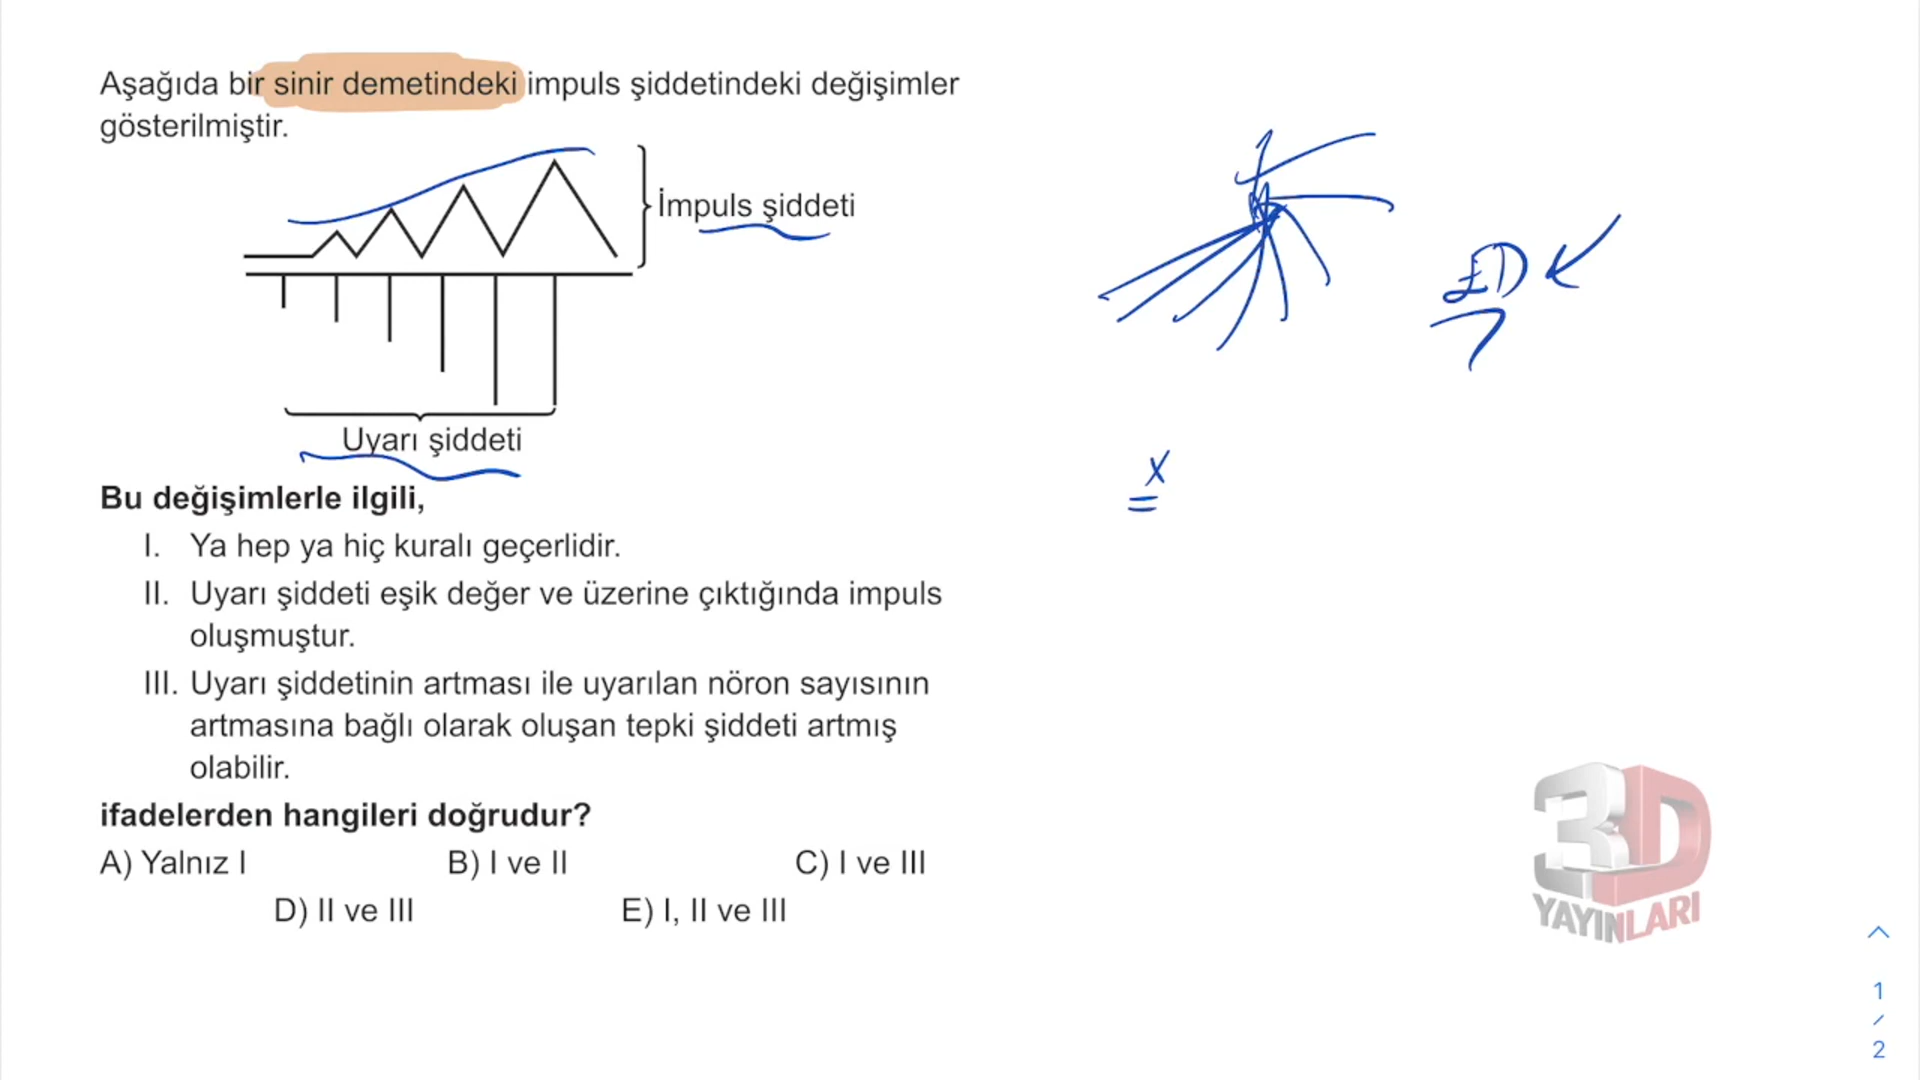 Aşağıda bir sinir demetindeki impuls şiddetindeki değişimler
gösterilmiştir.
İmpuls şiddeti
Uyarı şiddeti
Bu değişimlerle ilgili,
I. Ya hep ya hiç kuralı geçerlidir.
II. Uyarı şiddeti eşik değer ve üzerine çıktığında impuls
oluşmuştur.
III. Uyarı şiddetinin artması ile uyarılan nöron sayısının
artmasına bağlı olarak oluşan tepki şiddeti artmış
olabilir.
ifadelerden hangileri doğrudur?
A) Yalnız I B) I ve II C) I ve III
D) II ve III E) I, II ve III
x
=
3D
YAYINLARI
1
/
2